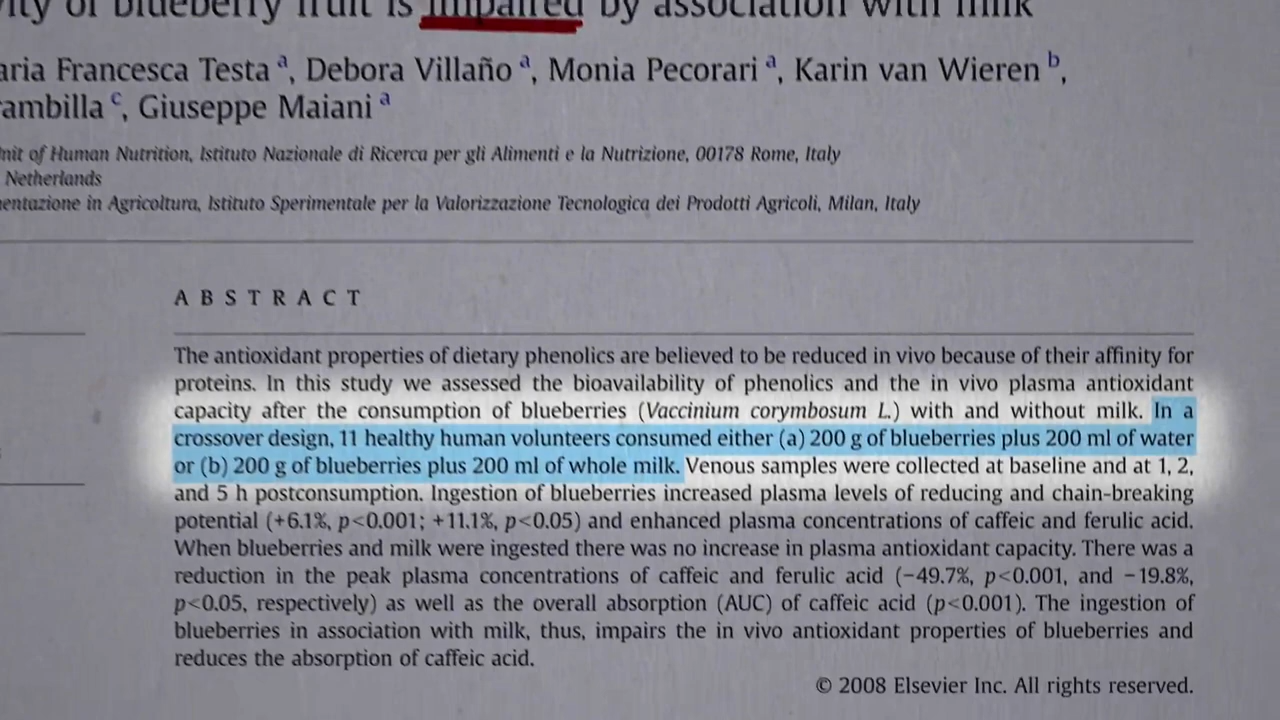 of blueberry fruit is impaired by association with milk
Francesca Testa a, Debora Villaño a, Monia Pecorari a, Karin van Wieren b,
c, Giuseppe Maiani a
of Human Nutrition, Istituto Nazionale di Ricerca per gli Alimenti e la Nutrizione, 00178 Rome, Italy
Netherlands
in Agricoltura, Istituto Sperimentale per la Valorizzazione Tecnologica dei Prodotti Agricoli, Milan, Italy
ABSTRACT
The antioxidant properties of dietary phenolics are believed to be reduced in vivo because of their affinity for
proteins. In this study we assessed the bioavailability of phenolics and the in vivo plasma antioxidant
capacity after the consumption of blueberries (Vaccinium corymbosum L.) with and without milk. In a
crossover design, 11 healthy human volunteers consumed either (a) 200 g of blueberries plus 200 ml of water
or (b) 200 g of blueberries plus 200 ml of whole milk. Venous samples were collected at baseline and at 1, 2,
and 5 h postconsumption. Ingestion of blueberries increased plasma levels of reducing and chain-breaking
potential (+6.1%, p<0.001; +11.1%, p<0.05) and enhanced plasma concentrations of caffeic and ferulic acid.
When blueberries and milk were ingested there was no increase in plasma antioxidant capacity. There was a
reduction in the peak plasma concentrations of caffeic and ferulic acid (−49.7%, p<0.001, and −19.8%,
p<0.05, respectively) as well as the overall absorption (AUC) of caffeic acid (p<0.001). The ingestion of
blueberries in association with milk, thus, impairs the in vivo antioxidant properties of blueberries and
reduces the absorption of caffeic acid.
© 2008 Elsevier Inc. All rights reserved.